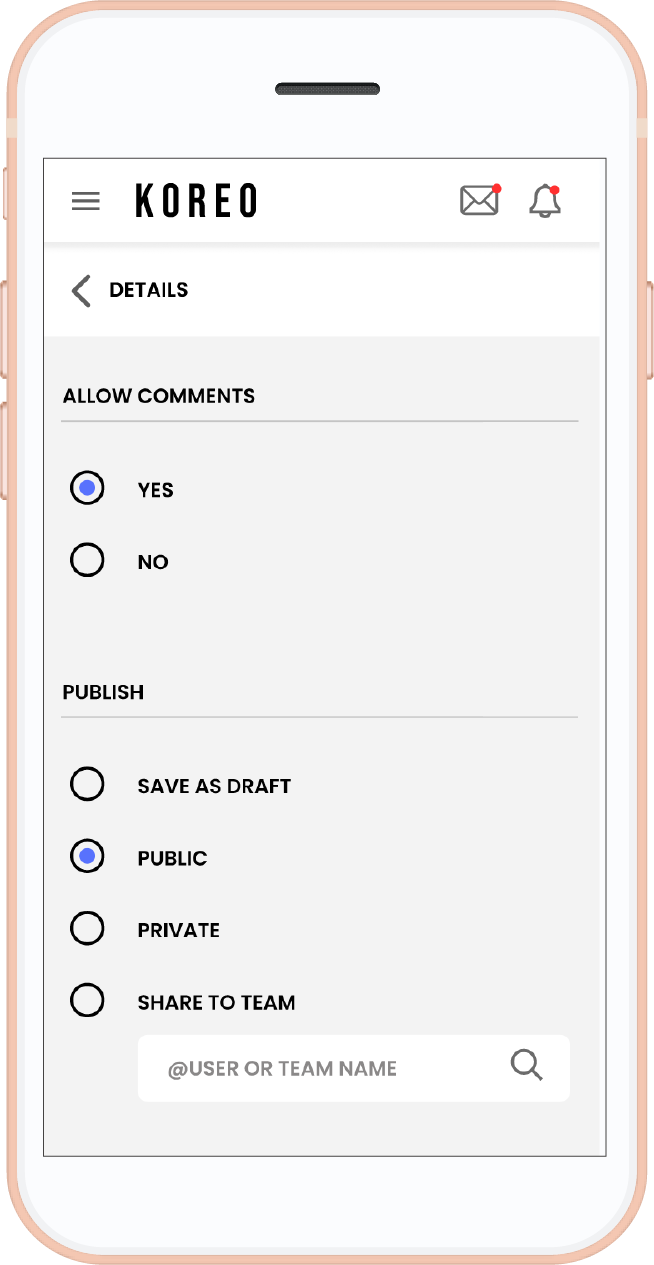 KOREO
DETAILS
ALLOW COMMENTS
YES
NO
PUBLISH
SAVE AS DRAFT
PUBLIC
PRIVATE
SHARE TO TEAM
@USER OR TEAM NAME